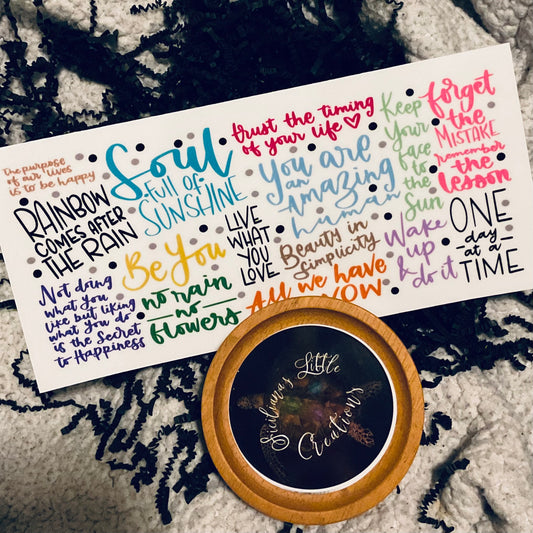 The purpose
of our lives
is to be happy
Soul
full of
SUNSHINE
trust the timing
of your life
You are
an
Amazing
human
Keep
Your
face to
the
Sun
forget
the
MISTAKE
remember
the
lesson
RAINBOW
COMES AFTER
THE RAIN
Be You
LIVE
WHAT
YOU
LOVE
Beauty in
Simplicity
Wake
up
& do it
ONE
day
at a
TIME
Not doing
what you
like but liking
what you do
is the secret
to Happiness
no rain
no
flowers
All we have
NOW
Siciliana's Little
Creations